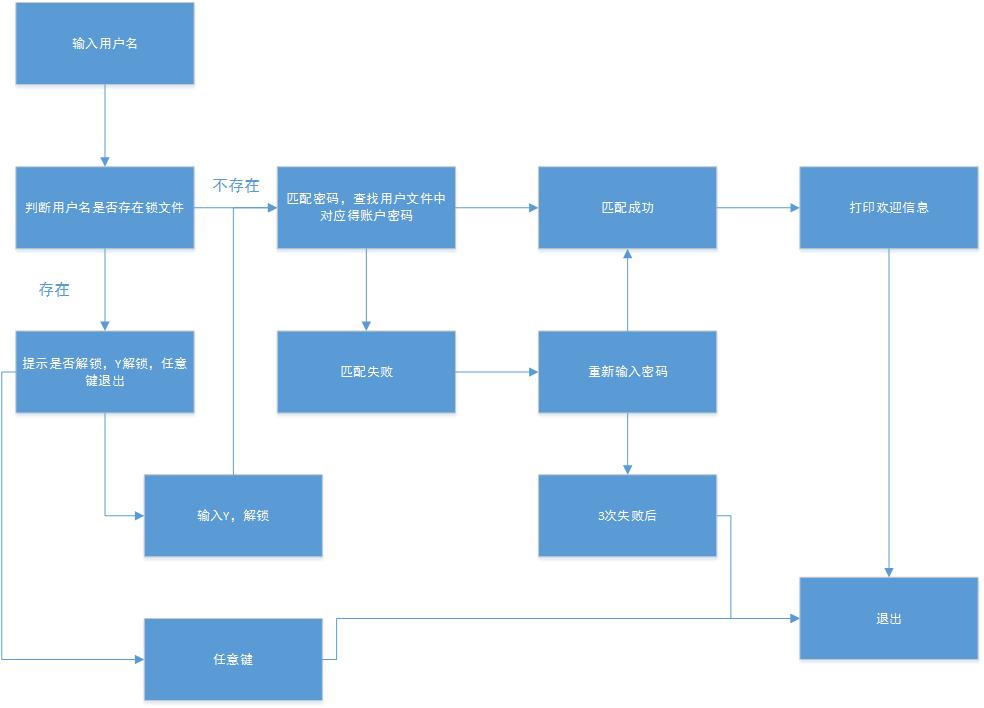 输入用户名
不存在
判断用户名是否存在锁文件
匹配密码，查找用户文件中
对应得账户密码
匹配成功
打印欢迎信息
存在
提示是否解锁，Y解锁，任意
键退出
匹配失败
重新输入密码
输入Y，解锁
3次失败后
退出
任意键